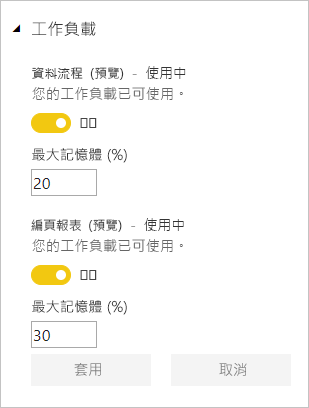 工作負載
資料流程 (預覽) - 使用中
您的工作負載已可使用。
最大記憶體 (%)
20
編頁報表 (預覽) - 使用中
您的工作負載已可使用。
最大記憶體 (%)
30
套用 取消